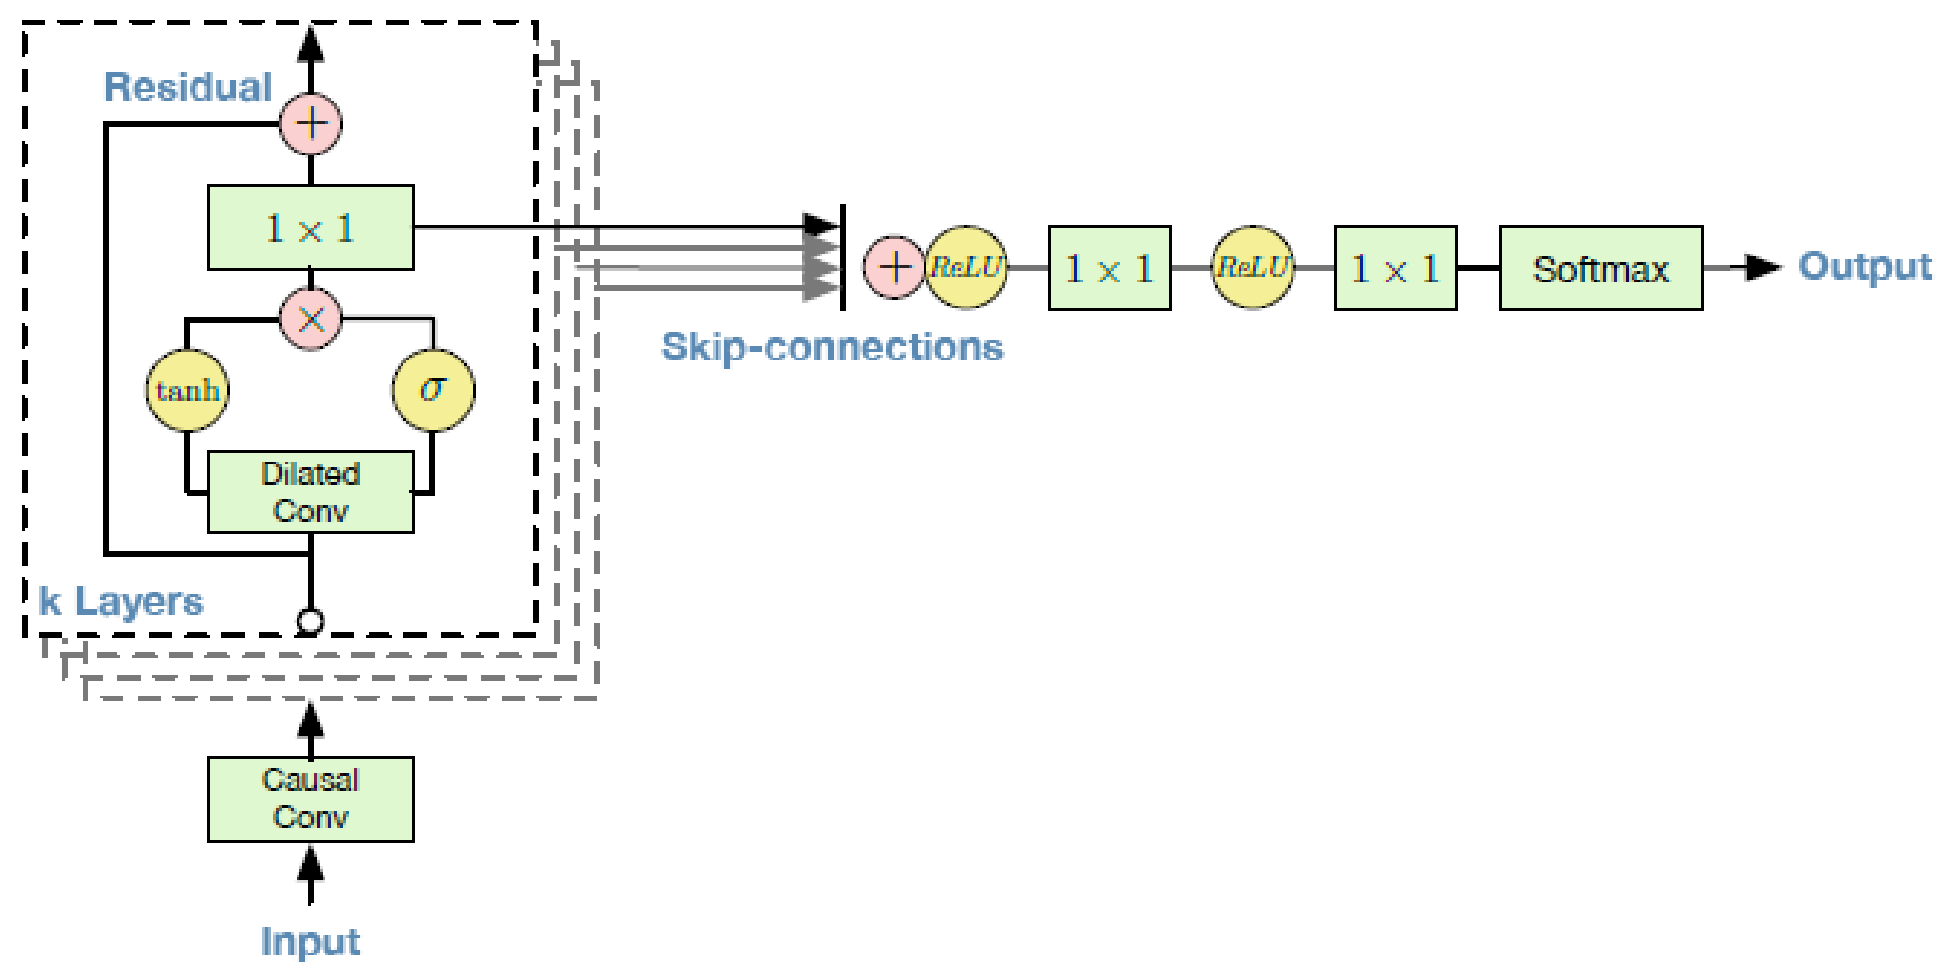 Residual
+
1 × 1
×
tanh
σ
Dilated
Conv
k Layers
Causal
Conv
Input
+ ReLU 1 × 1 ReLU 1 × 1 Softmax Output
Skip-connections